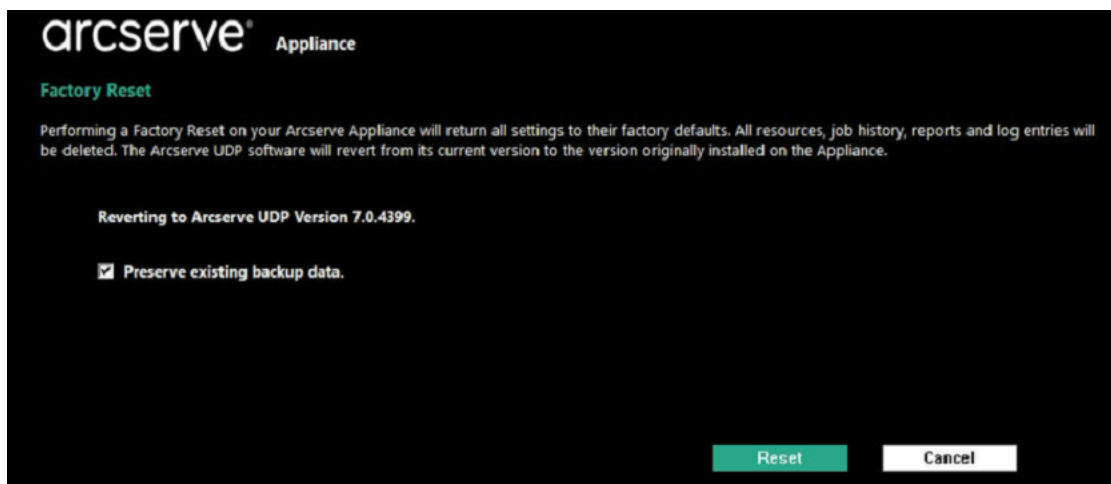 arcserve® Appliance
Factory Reset
Performing a Factory Reset on your Arcserve Appliance will return all settings to their factory defaults. All resources, job history, reports and log entries will
be deleted. The Arcserve UDP software will revert from its current version to the version originally installed on the Appliance.
Reverting to Arcserve UDP Version 7.0.4399.
Preserve existing backup data.
Reset Cancel